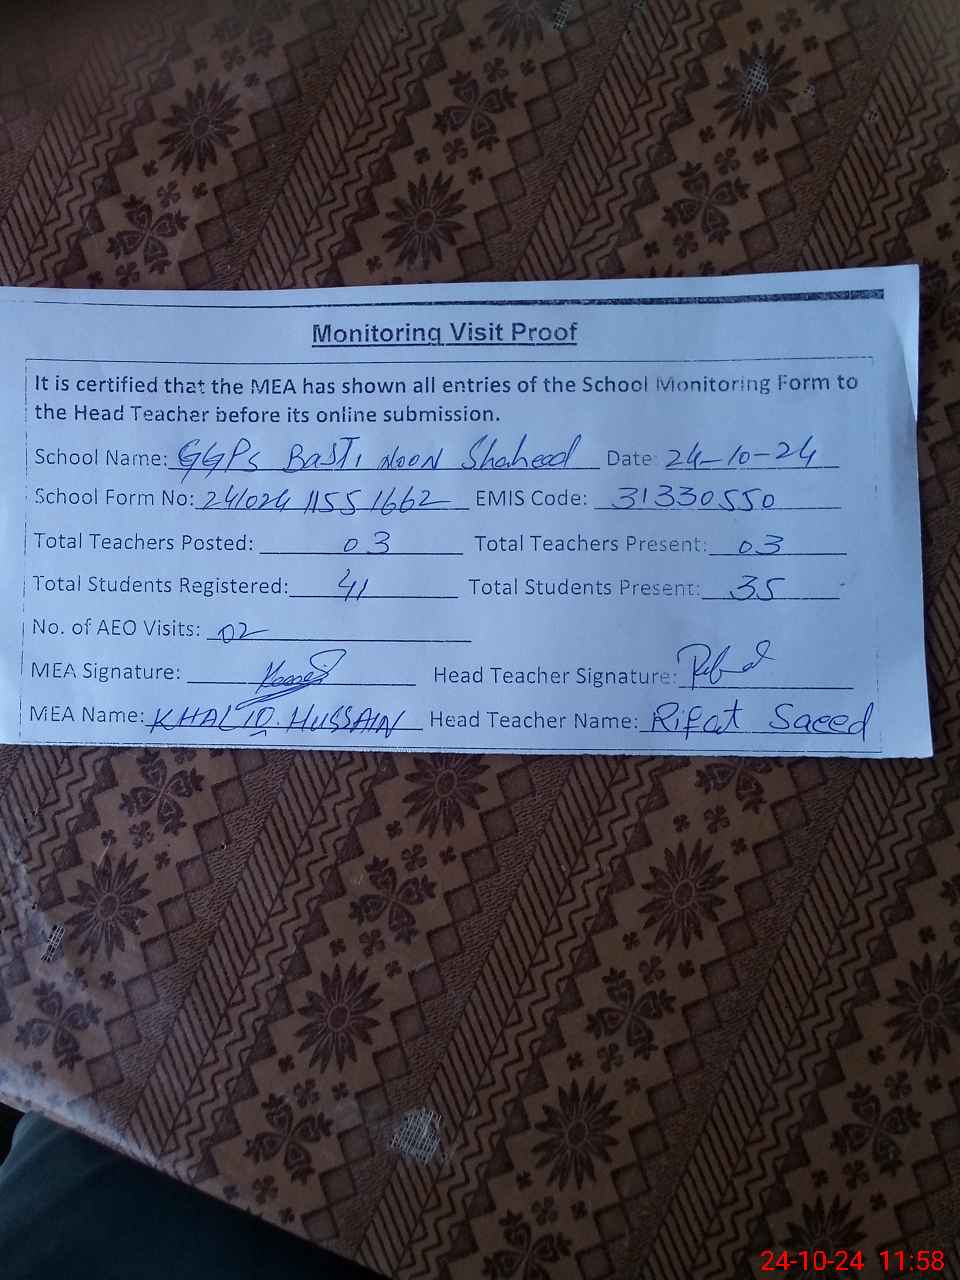 Monitoring Visit Proof
It is certified that the MEA has shown all entries of the School Monitoring Form to
the Head Teacher before its online submission.
School Name: GGPS BASTI NOON Shaheed Date: 24-10-24
School Form No: 241024 1155 1662 EMIS Code: 31330550
Total Teachers Posted: 03 Total Teachers Present: 03
Total Students Registered: 41 Total Students Present: 35
No. of AEO Visits: 02
MEA Signature: Head Teacher Signature:
MEA Name: KHALID HUSSAIN Head Teacher Name: Rifat Saeed
24-10-24 11:58